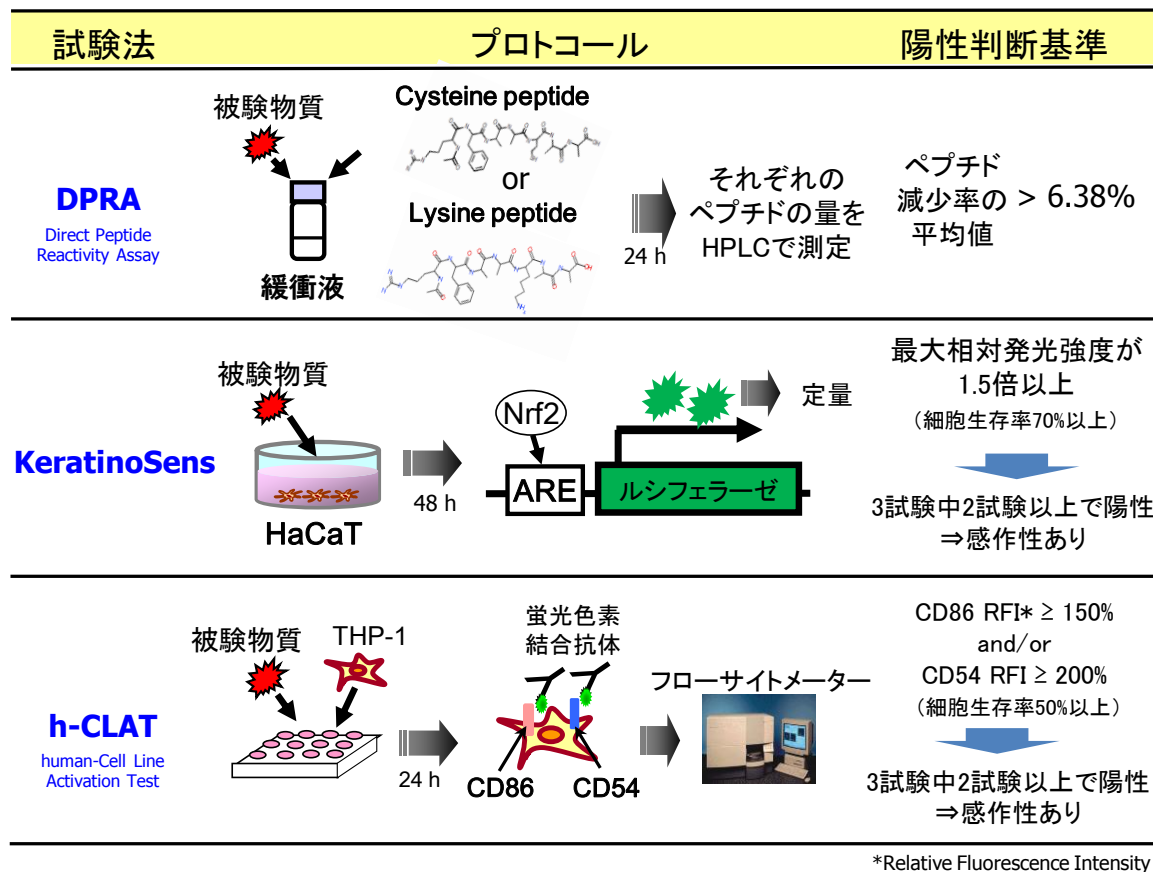 試験法 プロトコール 陽性判断基準
DPRA
Direct Peptide
Reactivity Assay
被験物質
緩衝液
Cysteine peptide
or
Lysine peptide
24 h
それぞれの
ペプチドの量を
HPLCで測定
ペプチド
減少率の > 6.38%
平均値
KeratinoSens
被験物質
HaCaT
48 h
Nrf2
ARE
ルシフェラーゼ
定量
最大相対発光強度が
1.5倍以上
(細胞生存率70%以上)
3試験中2試験以上で陽性
⇒感作性あり
h-CLAT
human-Cell Line
Activation Test
被験物質
THP-1
24 h
蛍光色素
結合抗体
CD86
CD54
フローサイトメーター
CD86 RFI* ≥ 150%
and/or
CD54 RFI ≥ 200%
(細胞生存率50%以上)
3試験中2試験以上で陽性
⇒感作性あり
*Relative Fluorescence Intensity